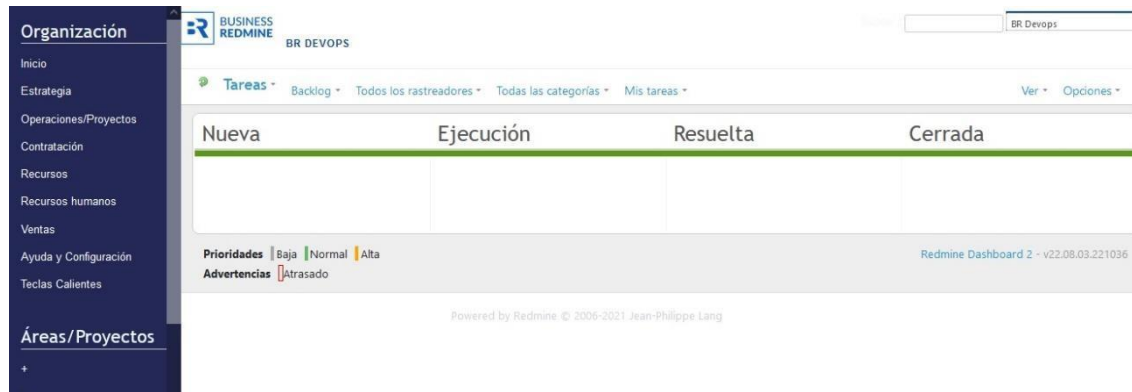 Organización
Inicio
Estrategia
Operaciones/Proyectos
Contratación
Recursos
Recursos humanos
Ventas
Ayuda y Configuración
Teclas Calientes
Áreas/Proyectos
+
BUSINESS
REDMINE
BR DEVOPS
BR Devops
Tareas Backlog Todos los rastreadores Todas las categorías Mis tareas Ver Opciones
Nueva Ejecución Resuelta Cerrada
Prioridades Baja Normal Alta
Advertencias Atrasado
Redmine Dashboard 2 - v22.08.03.221036
Powered by Redmine © 2006-2021 Jean-Philippe Lang